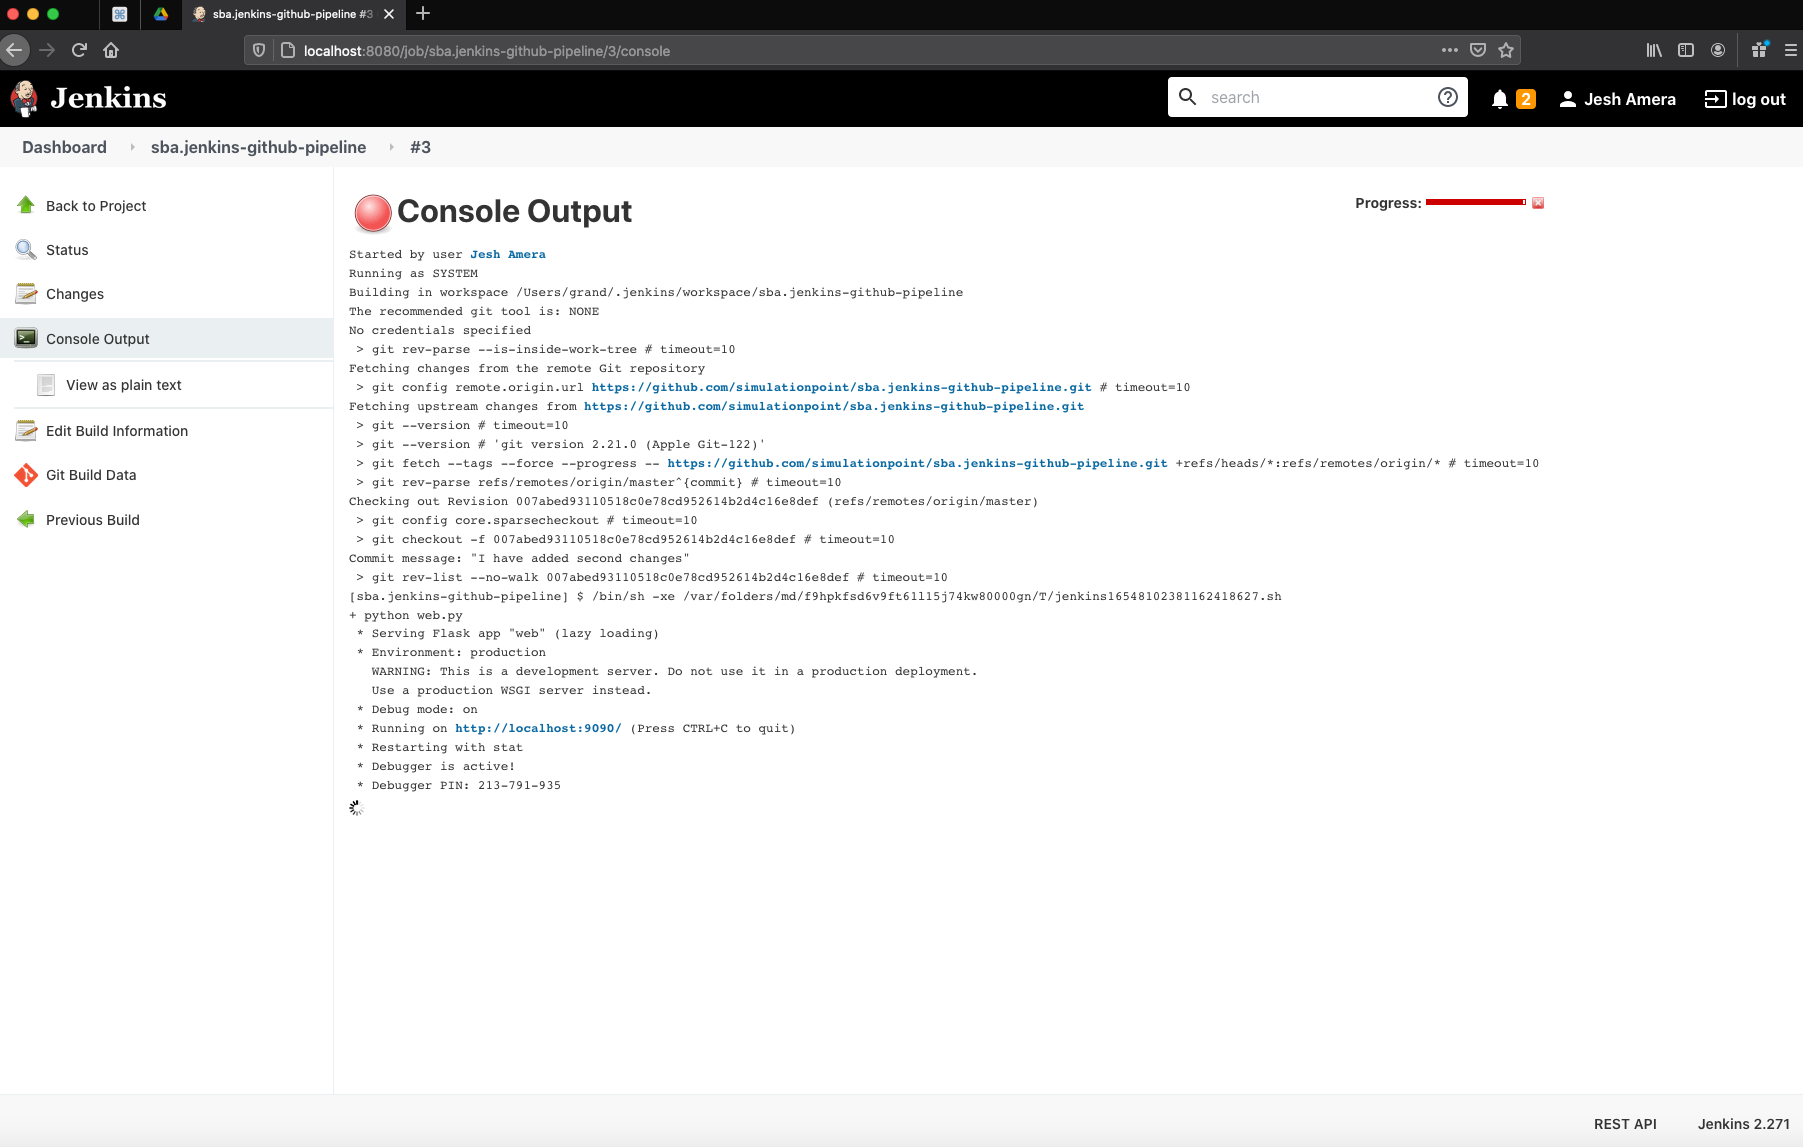 sba.jenkins-github-pipeline #3
localhost:8080/job/sba.jenkins-github-pipeline/3/console
Jenkins
search
2
Jesh Amera
log out
Dashboard
sba.jenkins-github-pipeline
#3
Back to Project
Status
Changes
Console Output
View as plain text
Edit Build Information
Git Build Data
Previous Build
Console Output
Progress:
Started by user Jesh Amera
Running as SYSTEM
Building in workspace /Users/grand/.jenkins/workspace/sba.jenkins-github-pipeline
The recommended git tool is: NONE
No credentials specified
> git rev-parse --is-inside-work-tree # timeout=10
Fetching changes from the remote Git repository
> git config remote.origin.url https://github.com/simulationpoint/sba.jenkins-github-pipeline.git # timeout=10
Fetching upstream changes from https://github.com/simulationpoint/sba.jenkins-github-pipeline.git
> git --version # timeout=10
> git --version # 'git version 2.21.0 (Apple Git-122)'
> git fetch --tags --force --progress -- https://github.com/simulationpoint/sba.jenkins-github-pipeline.git +refs/heads/*:refs/remotes/origin/* # timeout=10
> git rev-parse refs/remotes/origin/master^{commit} # timeout=10
Checking out Revision 007abed93110518c0e78cd952614b2d4c16e8def (refs/remotes/origin/master)
> git config core.sparsecheckout # timeout=10
> git checkout -f 007abed93110518c0e78cd952614b2d4c16e8def # timeout=10
Commit message: "I have added second changes"
> git rev-list --no-walk 007abed93110518c0e78cd952614b2d4c16e8def # timeout=10
[sba.jenkins-github-pipeline] $ /bin/sh -xe /var/folders/md/f9hpkfsd6v9ft61l15j74kw80000gn/T/jenkins16548102381162418627.sh
+ python web.py
* Serving Flask app "web" (lazy loading)
* Environment: production
WARNING: This is a development server. Do not use it in a production deployment.
Use a production WSGI server instead.
* Debug mode: on
* Running on http://localhost:9090/ (Press CTRL+C to quit)
* Restarting with stat
* Debugger is active!
* Debugger PIN: 213-791-935
REST API
Jenkins 2.271